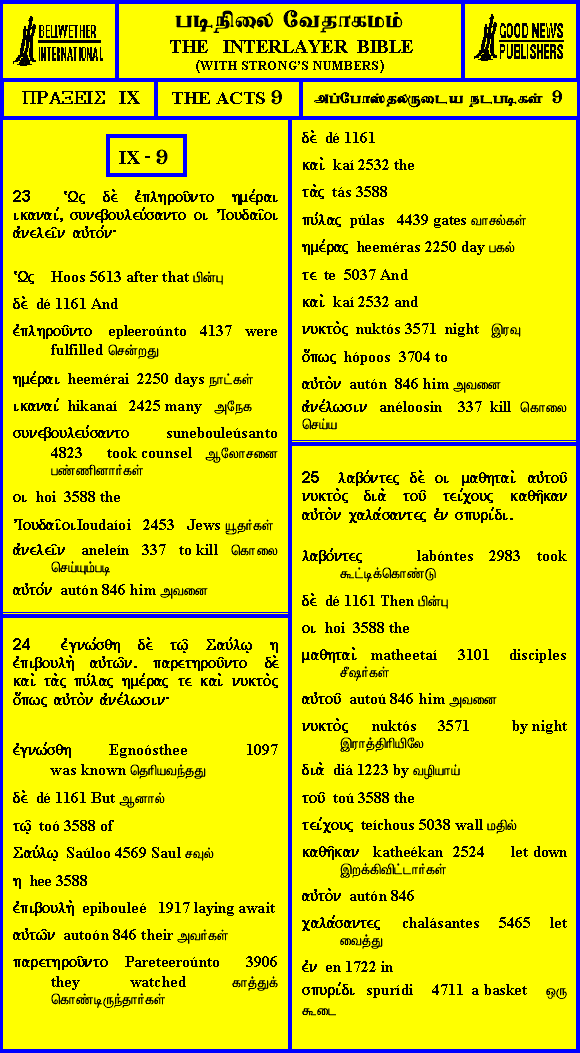 BELLWETHER
INTERNATIONAL
படிநிலை வேதாகமம்
THE INTERLAYER BIBLE
(WITH STRONG'S NUMBERS)
GOOD NEWS
PUBLISHERS
ΠΡΑΞΕΙΣ IX
THE ACTS 9
அப்போஸ்தலருடைய நடபடிகள் 9
IX - 9
23 Ὡς δὲ ἐπληροῦντο ημέραι
ικαναί, συνεβουλεύσαντο οι Ἰουδαῖοι
ἀνελεῖν αὐτόν·
Ὡς Hoos 5613 after that பின்பு
δὲ dé 1161 And
ἐπληροῦντο epleeroúnto 4137 were
fulfilled சென்றது
ημέραι heemérai 2250 days நாட்கள்
ικαναί hikanaí 2425 many அநேக
συνεβουλεύσαντο sunebouleúsanto
4823 took counsel ஆலோசனை
பண்ணினார்கள்
οι hoi 3588 the
Ἰουδαῖοι Ioudaíoi 2453 Jews யூதர்கள்
ἀνελεῖν aneleín 337 to kill கொலை
செய்யும்படி
αὐτόν autón 846 him அவனை
24 ἐγνώσθη δὲ τῷ Σαύλῳ η
ἐπιβουλὴ αὐτῶν. παρετηροῦντο δὲ
καὶ τὰς πύλας ημέρας τε καὶ νυκτὸς
ὅπως αὐτὸν ἀνέλωσιν·
ἐγνώσθη Egnoósthee 1097
was known தெரியவந்தது
δὲ dé 1161 But ஆனால்
τῷ toó 3588 of
Σαύλῳ Saúloo 4569 Saul சவுல்
η hee 3588
ἐπιβουλὴ epibouleé 1917 laying await
αὐτῶν autoón 846 their அவர்கள்
παρετηροῦντο Pareteeroúnto 3906
they watched காத்துக்
கொண்டிருந்தார்கள்
δὲ dé 1161
καὶ kaí 2532 the
τὰς tás 3588
πύλας púlas 4439 gates வாசல்கள்
ημέρας heeméras 2250 day பகல்
τε te 5037 And
καὶ kaí 2532 and
νυκτὸς nuktós 3571 night இரவு
ὅπως hópoos 3704 to
αὐτὸν autón 846 him அவனை
ἀνέλωσιν anéloosin 337 kill கொலை
செய்ய
25 λαβόντες δὲ οι μαθηταὶ αὐτοῦ
νυκτὸς διὰ τοῦ τείχους καθῆκαν
αὐτὸν χαλάσαντες ἐν σπυρίδι.
λαβόντες labóntes 2983 took
கூட்டிக்கொண்டு
δὲ dé 1161 Then பின்பு
οι hoi 3588 the
μαθηταὶ matheetaí 3101 disciples
சீஷர்கள்
αὐτοῦ autoú 846 him அவனை
νυκτὸς nuktós 3571 by night
இராத்திரியிலே
διὰ diá 1223 by வழியாய்
τοῦ toú 3588 the
τείχους teíchous 5038 wall மதில்
καθῆκαν katheékan 2524 let down
இறக்கிவிட்டார்கள்
αὐτὸν autón 846
χαλάσαντες chalásantes 5465 let
வைத்து
ἐν en 1722 in
σπυρίδι spurídi 4711 a basket ஒரு
கூடை